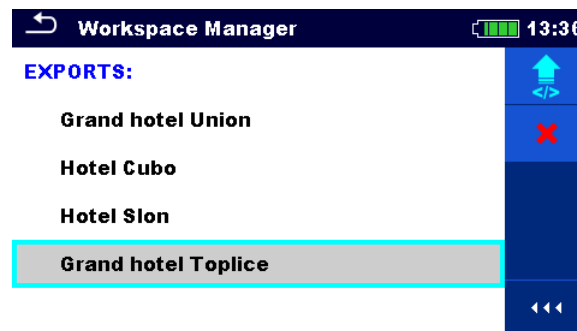 Workspace Manager 13:36
EXPORTS:
</>
Grand hotel Union
Hotel Cubo
Hotel Slon
Grand hotel Toplice